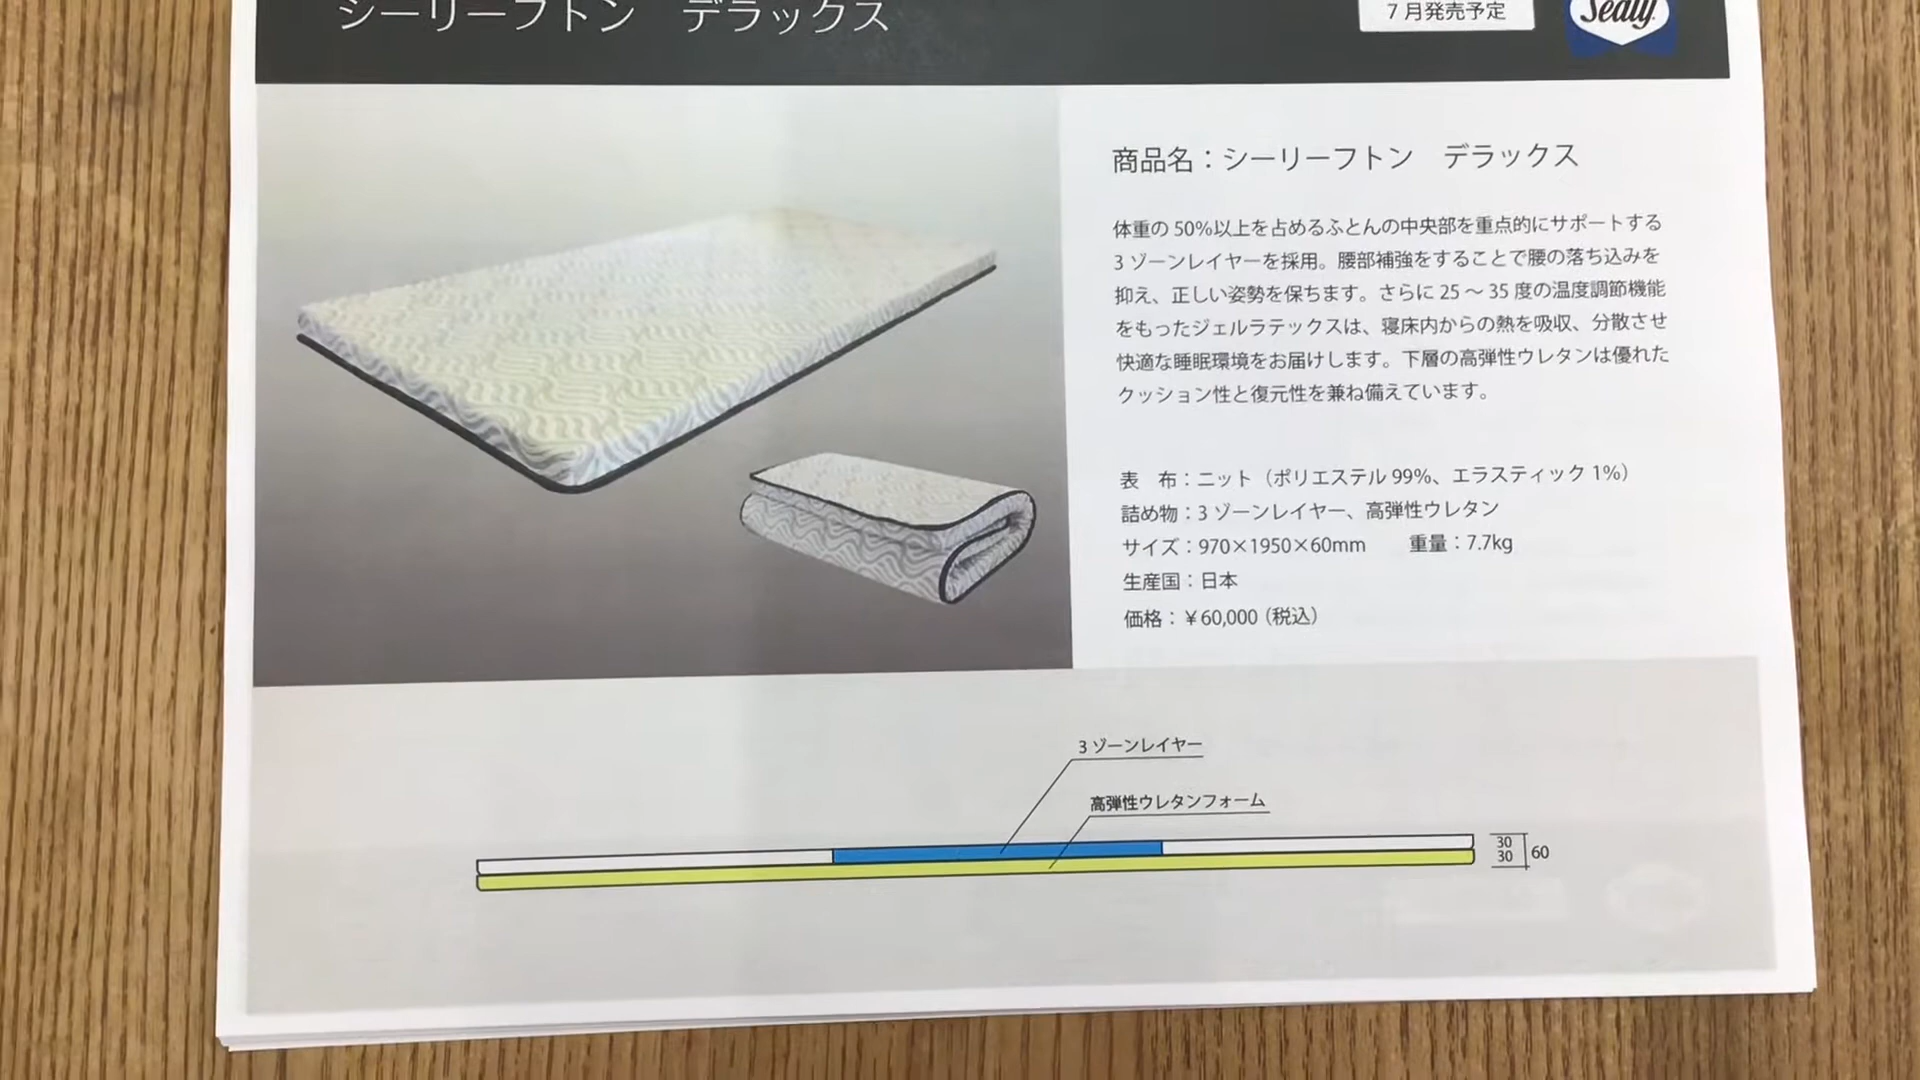 シーリーフトン　デラックス
7月発売予定
Sealy
商品名：シーリーフトン　デラックス
体重の50%以上を占めるふとんの中央部を重点的にサポートする
3ゾーンレイヤーを採用。腰部補強をすることで腰の落ち込みを
抑え、正しい姿勢を保ちます。さらに25～35度の温度調節機能
をもったジェルラテックスは、寝床内からの熱を吸収、分散させ
快適な睡眠環境をお届けします。下層の高弾性ウレタンは優れた
クッション性と復元性を兼ね備えています。
表　布：ニット（ポリエステル99%、エラスティック1%）
詰め物：3ゾーンレイヤー、高弾性ウレタン
サイズ：970×1950×60mm　　重量：7.7kg
生産国：日本
価格：￥60,000（税込）
3ゾーンレイヤー
高弾性ウレタンフォーム
30
30
60